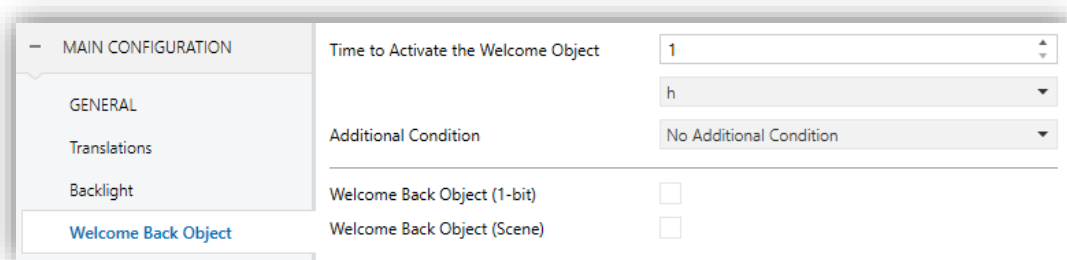 MAIN CONFIGURATION
GENERAL
Translations
Backlight
Welcome Back Object
Time to Activate the Welcome Object
1
h
Additional Condition
No Additional Condition
Welcome Back Object (1-bit)
Welcome Back Object (Scene)